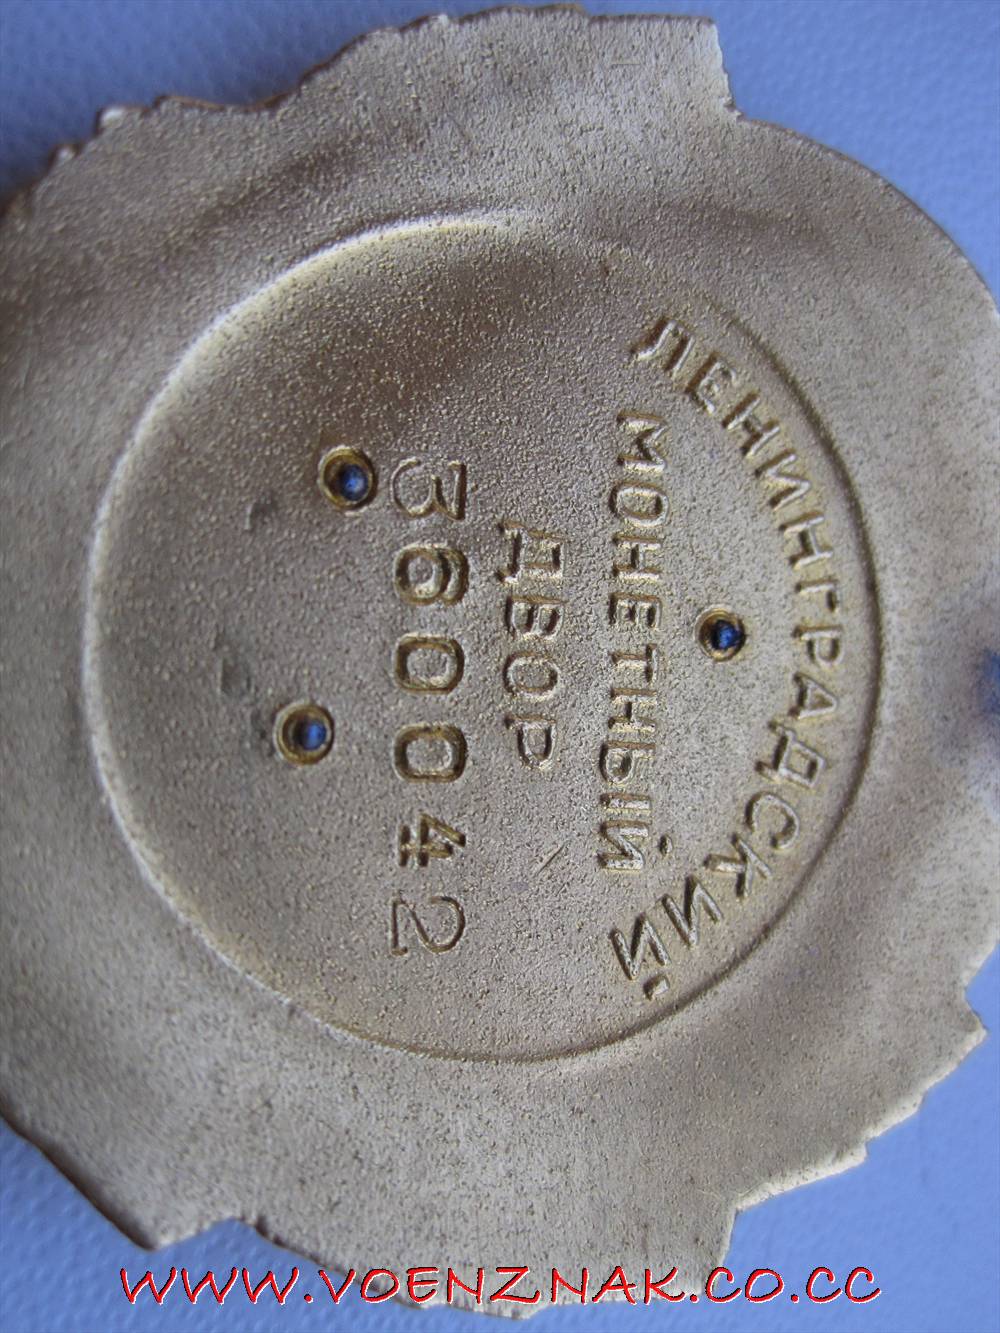 ЛЕНИНГРАДСКИЙ
МОНЕТНЫЙ
ДВОР
360042
WWW.VOENZNAK.CO.CC